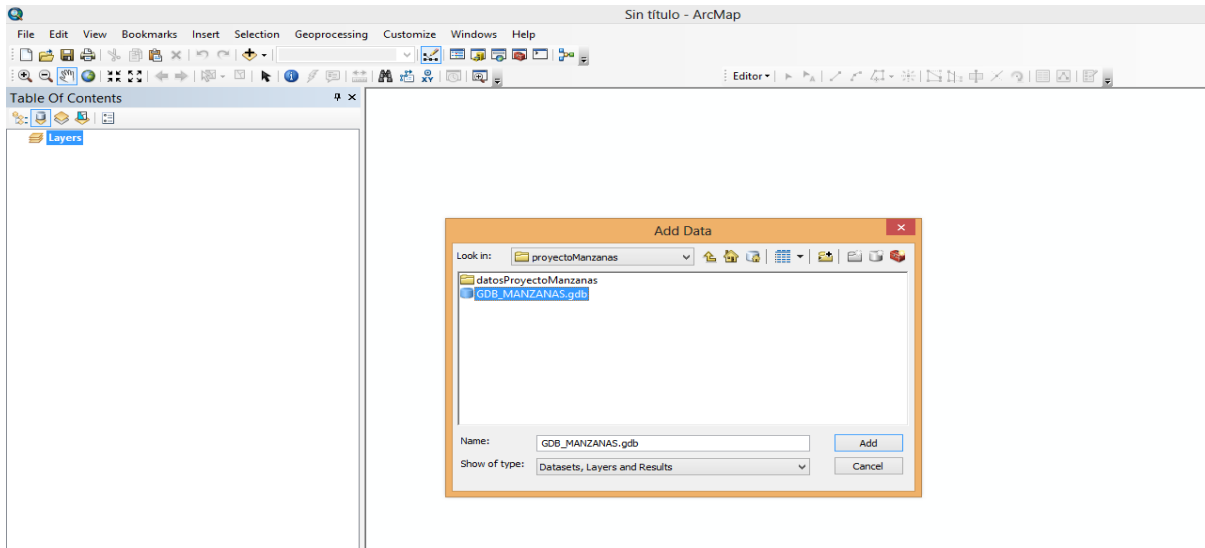 Sin título - ArcMap
File Edit View Bookmarks Insert Selection Geoprocessing Customize Windows Help
Editor
Table Of Contents
Layers
Add Data
Look in: proyectoManzanas
datosProyectoManzanas
GDB_MANZANAS.gdb
Name: GDB_MANZANAS.gdb Add
Show of type: Datasets, Layers and Results Cancel